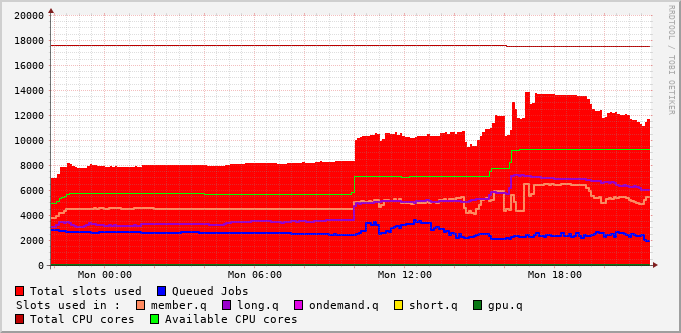 20000
18000
16000
14000
12000
10000
8000
6000
4000
2000
0
Mon 00:00 Mon 06:00 Mon 12:00 Mon 18:00
Total slots used Queued Jobs
Slots used in : member.q long.q ondemand.q short.q gpu.q
Total CPU cores Available CPU cores
RRDTOOL / TOBI OETIKER